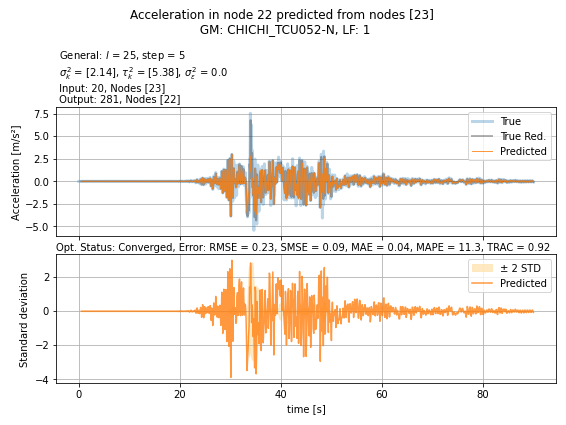 Acceleration in node 22 predicted from nodes [23]
GM: CHICHI_TCU052-N, LF: 1
General: l = 25, step = 5
σ²ₖ = [2.14], τ²ₖ = [5.38], σ²ε = 0.0
Input: 20, Nodes [23]
Output: 281, Nodes [22]
Acceleration [m/s²]
7.5
5.0
2.5
0.0
−2.5
−5.0
True
True Red.
Predicted
Opt. Status: Converged, Error: RMSE = 0.23, SMSE = 0.09, MAE = 0.04, MAPE = 11.3, TRAC = 0.92
Standard deviation
2
0
−2
−4
± 2 STD
Predicted
0 20 40 60 80
time [s]